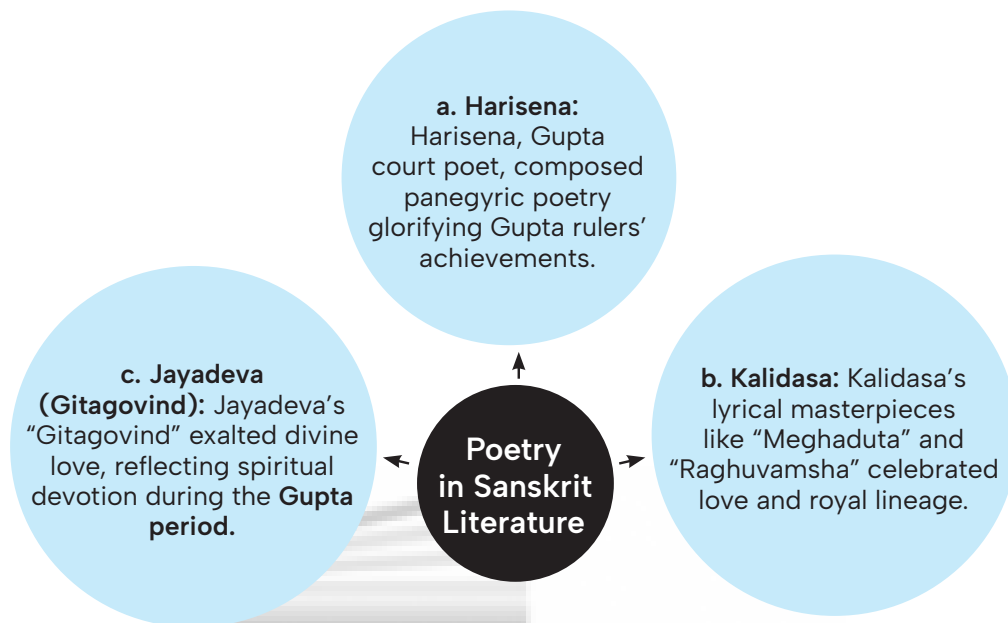 a. Harisena:
Harisena, Gupta
court poet, composed
panegyric poetry
glorifying Gupta rulers’
achievements.
Poetry
in Sanskrit
Literature
b. Kalidasa: Kalidasa’s
lyrical masterpieces
like “Meghaduta” and
“Raghuvamsha” celebrated
love and royal lineage.
c. Jayadeva
(Gitagovind): Jayadeva’s
“Gitagovind” exalted divine
love, reflecting spiritual
devotion during the Gupta
period.